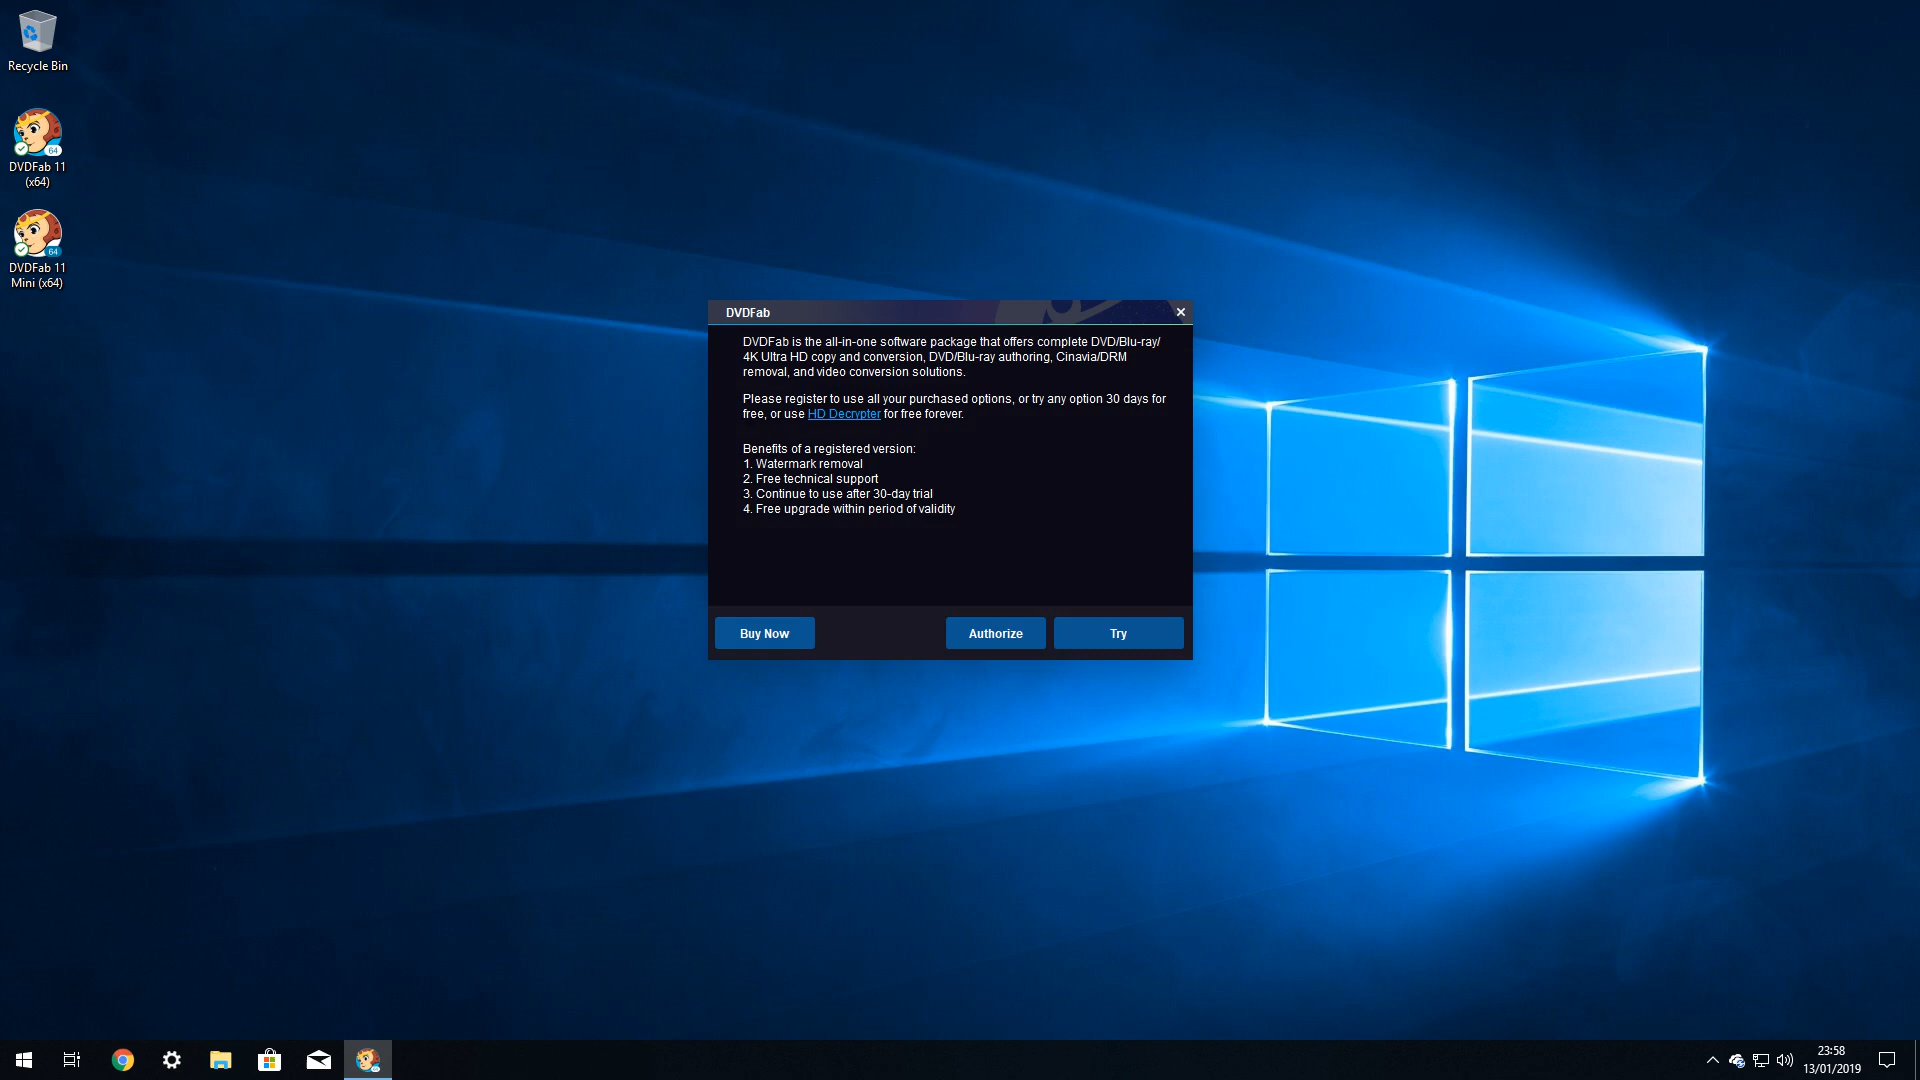 Recycle Bin
64
DVDFab 11
(x64)
64
DVDFab 11
Mini (x64)
DVDFab
DVDFab is the all-in-one software package that offers complete DVD/Blu-ray/
4K Ultra HD copy and conversion, DVD/Blu-ray authoring, Cinavia/DRM
removal, and video conversion solutions.
Please register to use all your purchased options, or try any option 30 days for
free, or use HD Decrypter for free forever.
Benefits of a registered version:
1. Watermark removal
2. Free technical support
3. Continue to use after 30-day trial
4. Free upgrade within period of validity
Buy Now
Authorize
Try
23:58
13/01/2019